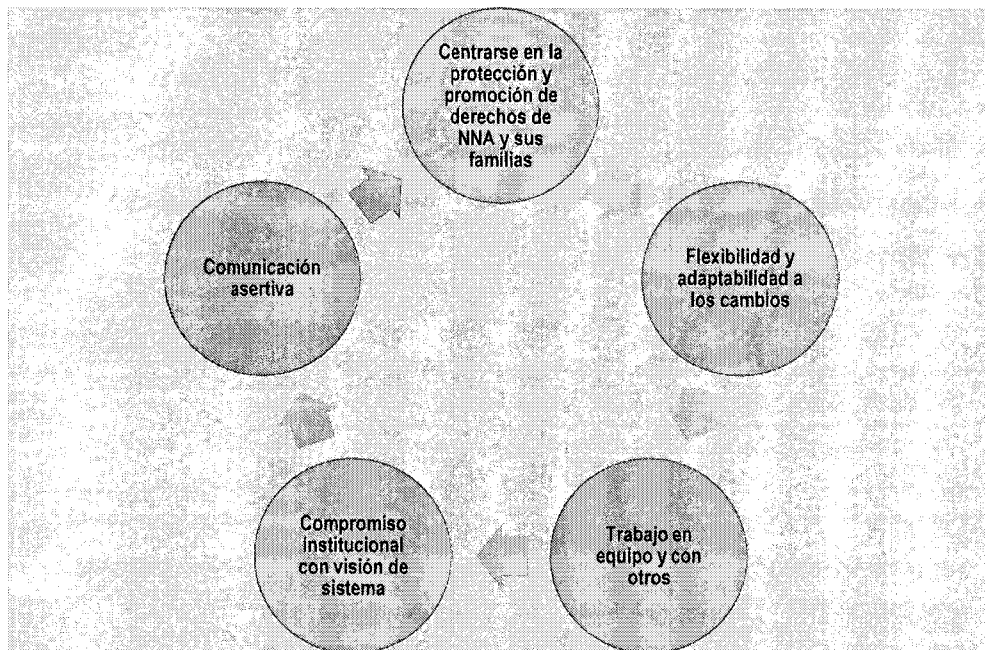 Centrarse en la
protección y
promoción de
derechos de
NNA y sus
familias
Flexibilidad y
adaptabilidad a
los cambios
Trabajo en
equipo y con
otros
Compromiso
institucional
con visión de
sistema
Comunicación
asertiva